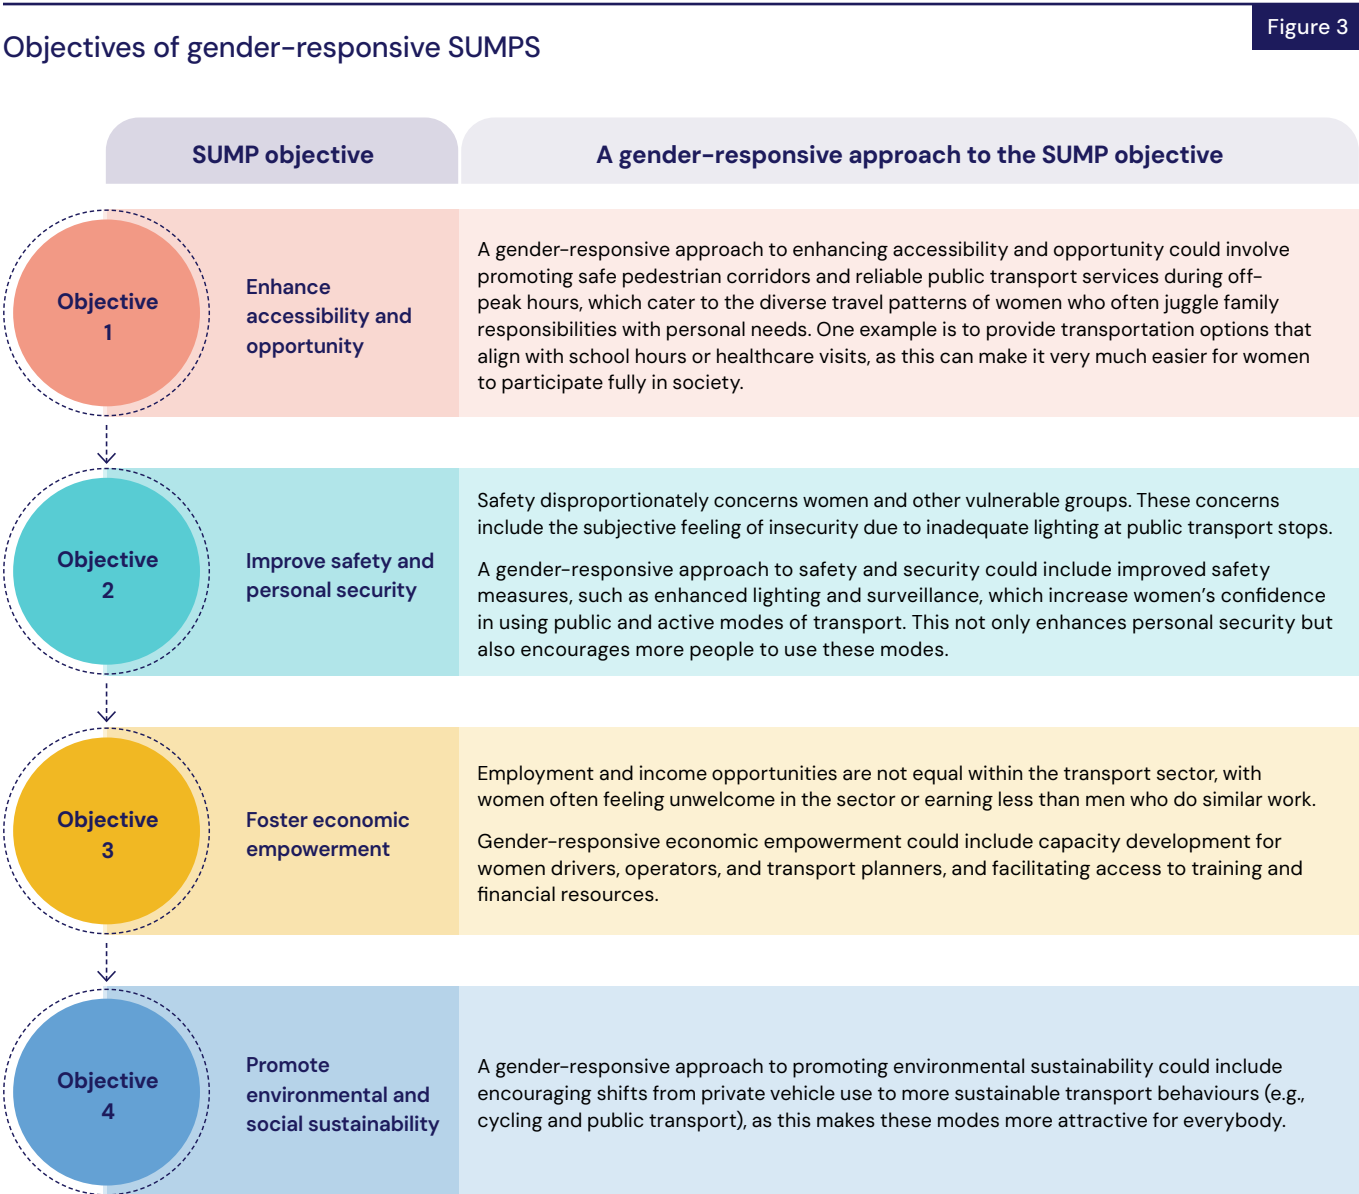 Figure 3
Objectives of gender-responsive SUMPS
SUMP objective
A gender-responsive approach to the SUMP objective
Objective
1
Enhance
accessibility and
opportunity
A gender-responsive approach to enhancing accessibility and opportunity could involve
promoting safe pedestrian corridors and reliable public transport services during off-
peak hours, which cater to the diverse travel patterns of women who often juggle family
responsibilities with personal needs. One example is to provide transportation options that
align with school hours or healthcare visits, as this can make it very much easier for women
to participate fully in society.
Objective
2
Improve safety and
personal security
Safety disproportionately concerns women and other vulnerable groups. These concerns
include the subjective feeling of insecurity due to inadequate lighting at public transport stops.
A gender-responsive approach to safety and security could include improved safety
measures, such as enhanced lighting and surveillance, which increase women’s confidence
in using public and active modes of transport. This not only enhances personal security but
also encourages more people to use these modes.
Objective
3
Foster economic
empowerment
Employment and income opportunities are not equal within the transport sector, with
women often feeling unwelcome in the sector or earning less than men who do similar work.
Gender-responsive economic empowerment could include capacity development for
women drivers, operators, and transport planners, and facilitating access to training and
financial resources.
Objective
4
Promote
environmental and
social sustainability
A gender-responsive approach to promoting environmental sustainability could include
encouraging shifts from private vehicle use to more sustainable transport behaviours (e.g.,
cycling and public transport), as this makes these modes more attractive for everybody.